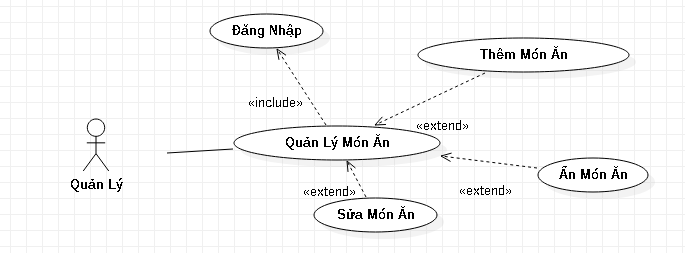 Đăng Nhập
Thêm Món Ăn
«include»
«extend»
Quản Lý Món Ăn
Quản Lý
«extend»
«extend»
Ẩn Món Ăn
Sửa Món Ăn